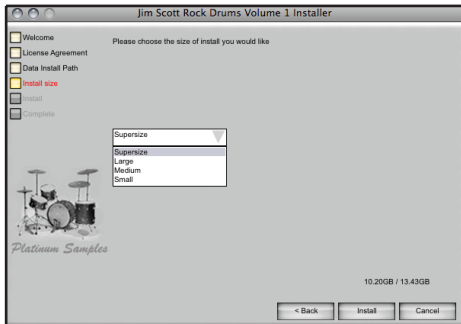 Jim Scott Rock Drums Volume 1 Installer
Welcome
License Agreement
Data Install Path
Install size
Install
Complete
Please choose the size of install you would like
Supersize
Supersize
Large
Medium
Small
Platinum Samples
10.20GB / 13.43GB
< Back
Install
Cancel